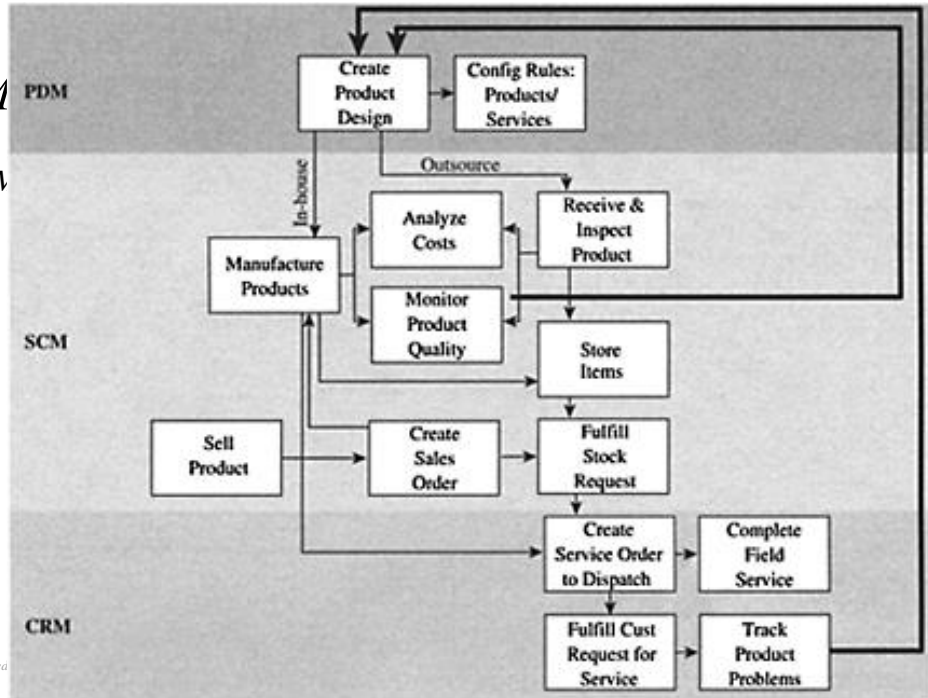 PDM
Create
Product
Design
Config Rules:
Products/
Services
In-house
Outsource
Analyze
Costs
Receive &
Inspect
Product
Manufacture
Products
Monitor
Product
Quality
SCM
Store
Items
Sell
Product
Create
Sales
Order
Fulfill
Stock
Request
Create
Service Order
to Dispatch
Complete
Field
Service
CRM
Fulfill Cust
Request for
Service
Track
Product
Problems